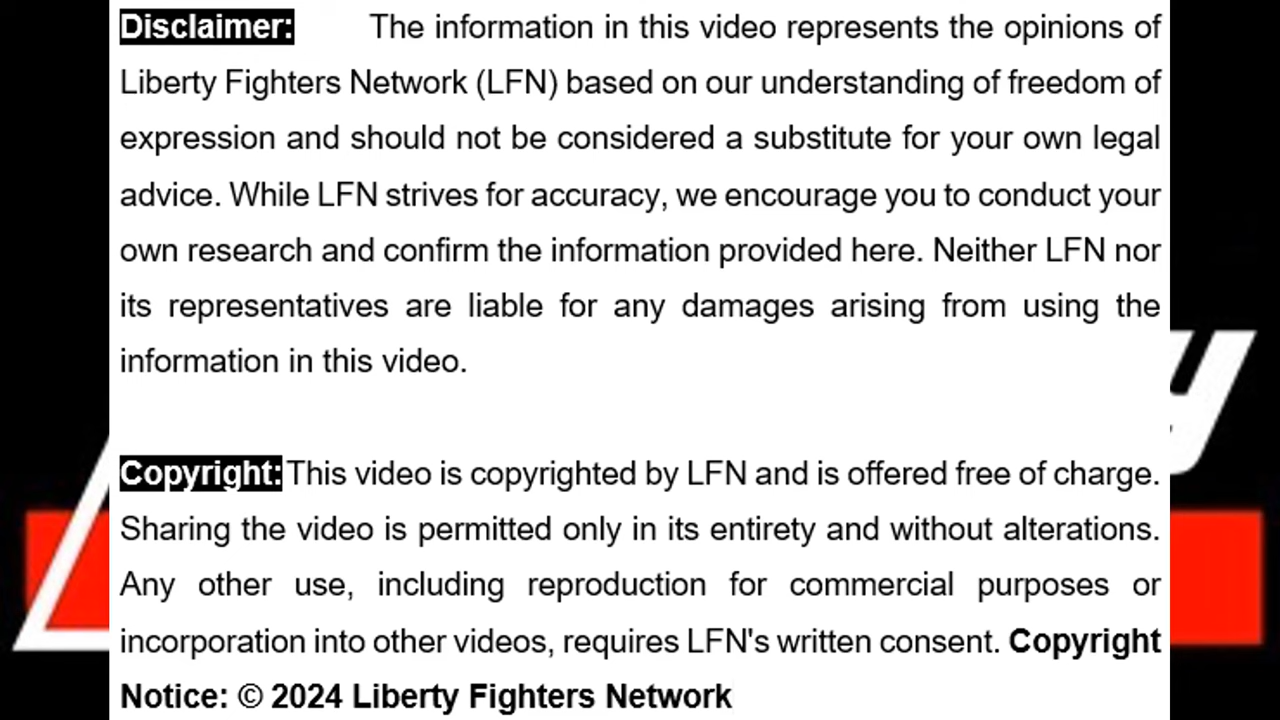 Disclaimer: The information in this video represents the opinions of
Liberty Fighters Network (LFN) based on our understanding of freedom of
expression and should not be considered a substitute for your own legal
advice. While LFN strives for accuracy, we encourage you to conduct your
own research and confirm the information provided here. Neither LFN nor
its representatives are liable for any damages arising from using the
information in this video.
Copyright: This video is copyrighted by LFN and is offered free of charge.
Sharing the video is permitted only in its entirety and without alterations.
Any other use, including reproduction for commercial purposes or
incorporation into other videos, requires LFN's written consent. Copyright
Notice: © 2024 Liberty Fighters Network